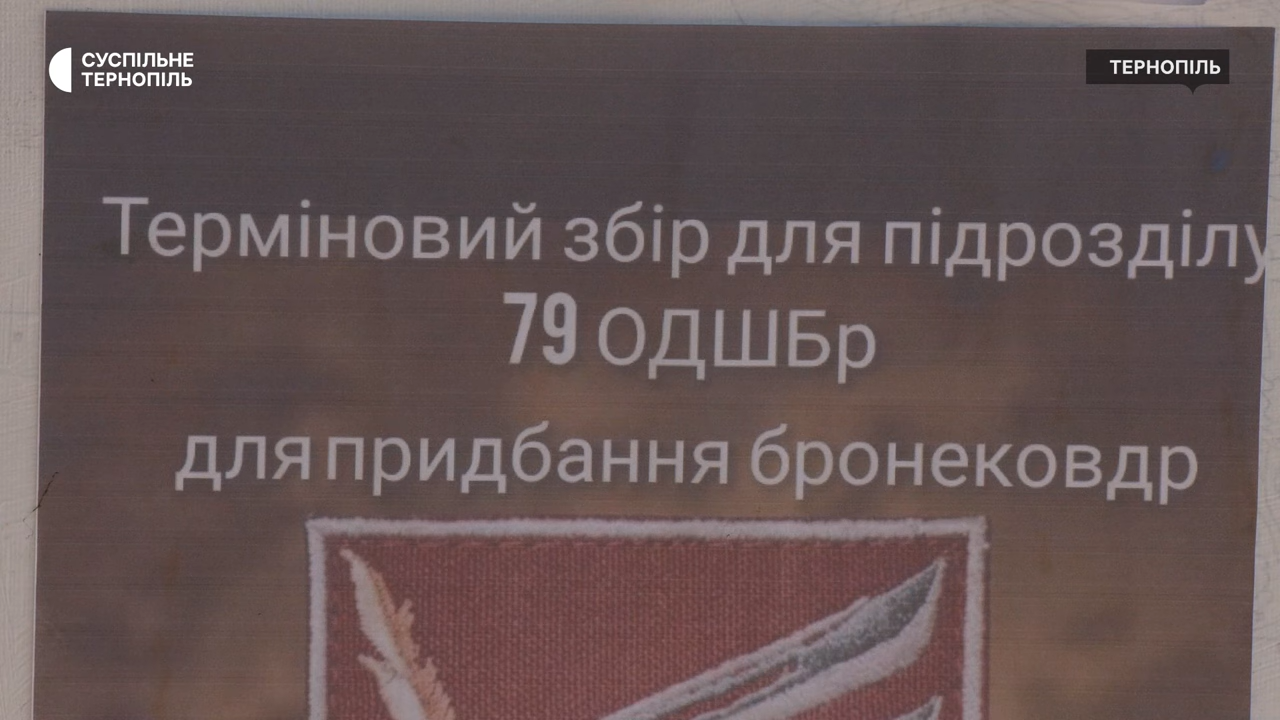 СУСПІЛЬНЕ
ТЕРНОПІЛЬ
ТЕРНОПІЛЬ
Терміновий збір для підрозділу
79 ОДШБр
для придбання бронековдр